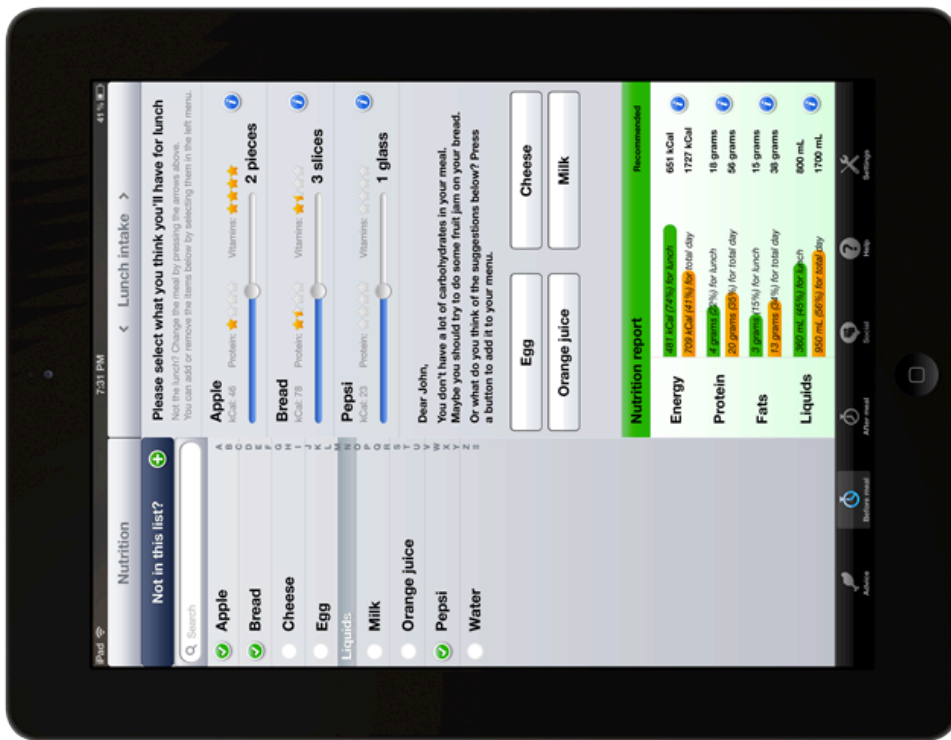 iPad
7:31 PM
41 %
Nutrition
Not in this list?
Search
Apple
Bread
Cheese
Egg
Liquids
Milk
Orange juice
Pepsi
Water
A
B
C
D
E
F
G
H
I
J
K
L
M
N
O
P
Q
R
S
T
U
V
W
X
Y
Z
#
< Lunch intake >
Please select what you think you'll have for lunch
Not the lunch? Change the meal by pressing the arrows above.
You can add or remove the items below by selecting them in the left menu.
Apple
kCal: 46 Protein: Vitamins:
2 pieces
Bread
kCal: 78 Protein: Vitamins:
3 slices
Pepsi
kCal: 23 Protein: Vitamins:
1 glass
Dear John,
You don't have a lot of carbohydrates in your meal.
Maybe you should try to do some fruit jam on your bread.
Or what do you think of the suggestions below? Press
a button to add it to your menu.
Egg Cheese
Orange juice Milk
Nutrition report Recommended
Energy
481 kCal (74%) for lunch 651 kCal
709 kCal (41%) for total day 1727 kCal
Protein
4 grams (22%) for lunch 18 grams
20 grams (35%) for total day 56 grams
Fats
3 grams (15%) for lunch 15 grams
13 grams (34%) for total day 38 grams
Liquids
360 mL (45%) for lunch 800 mL
950 mL (56%) for total day 1700 mL
Advice
Before meal
After meal
Social
Help
Settings